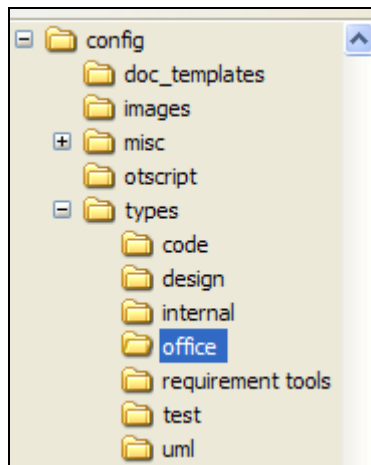 config
doc_templates
images
misc
otscript
types
code
design
internal
office
requirement tools
test
uml